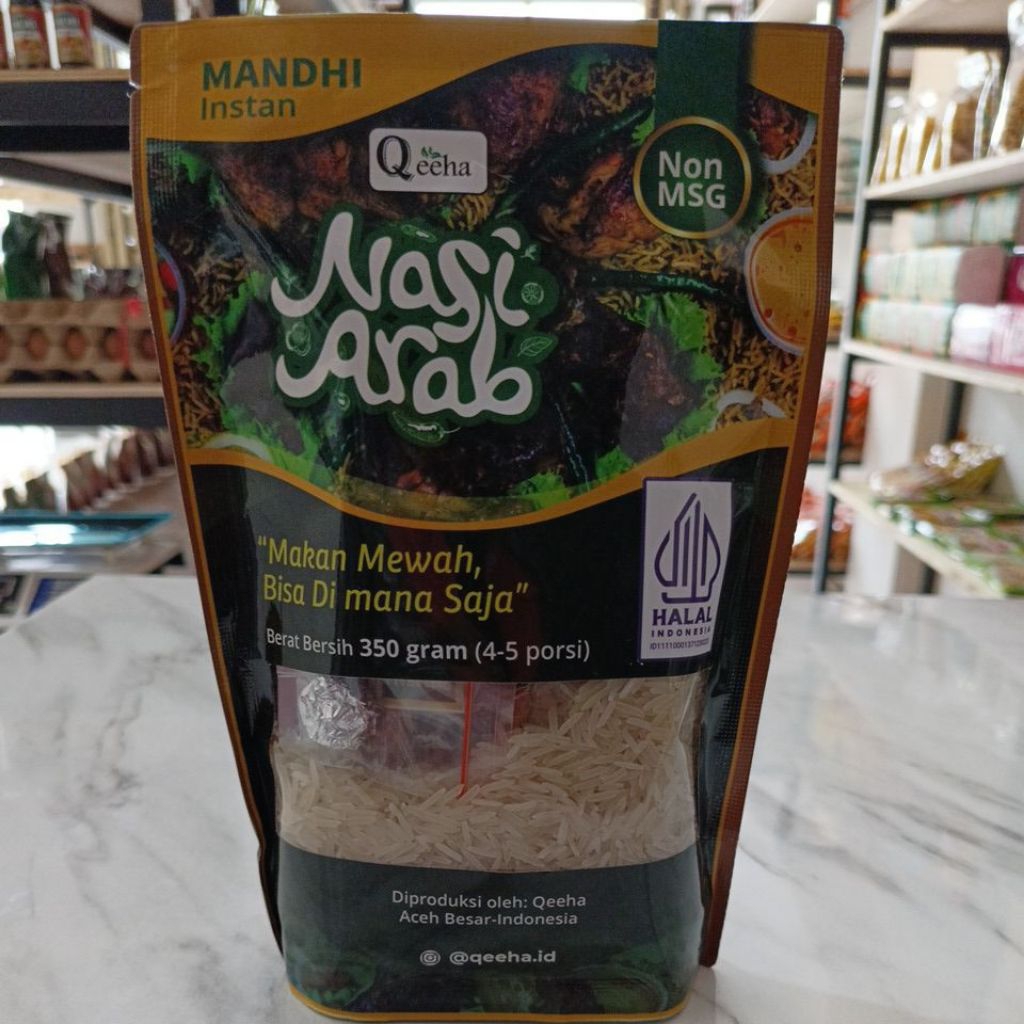 MANDHI
Instan
Qeeha
Non
MSG
Nasi
Arab
"Makan Mewah,
Bisa Di mana Saja"
Berat Bersih 350 gram (4-5 porsi)
HALAL
INDONESIA
Diproduksi oleh: Qeeha
Aceh Besar-Indonesia
@qeeha.id